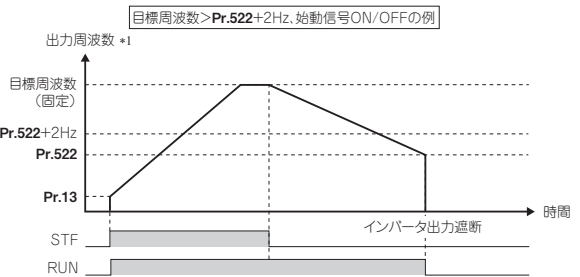 目標周波数>Pr.522+2Hz、始動信号ON/OFFの例
出力周波数 *1
目標周波数
(固定)
Pr.522+2Hz
Pr.522
Pr.13
時間
インバータ出力遮断
STF
RUN